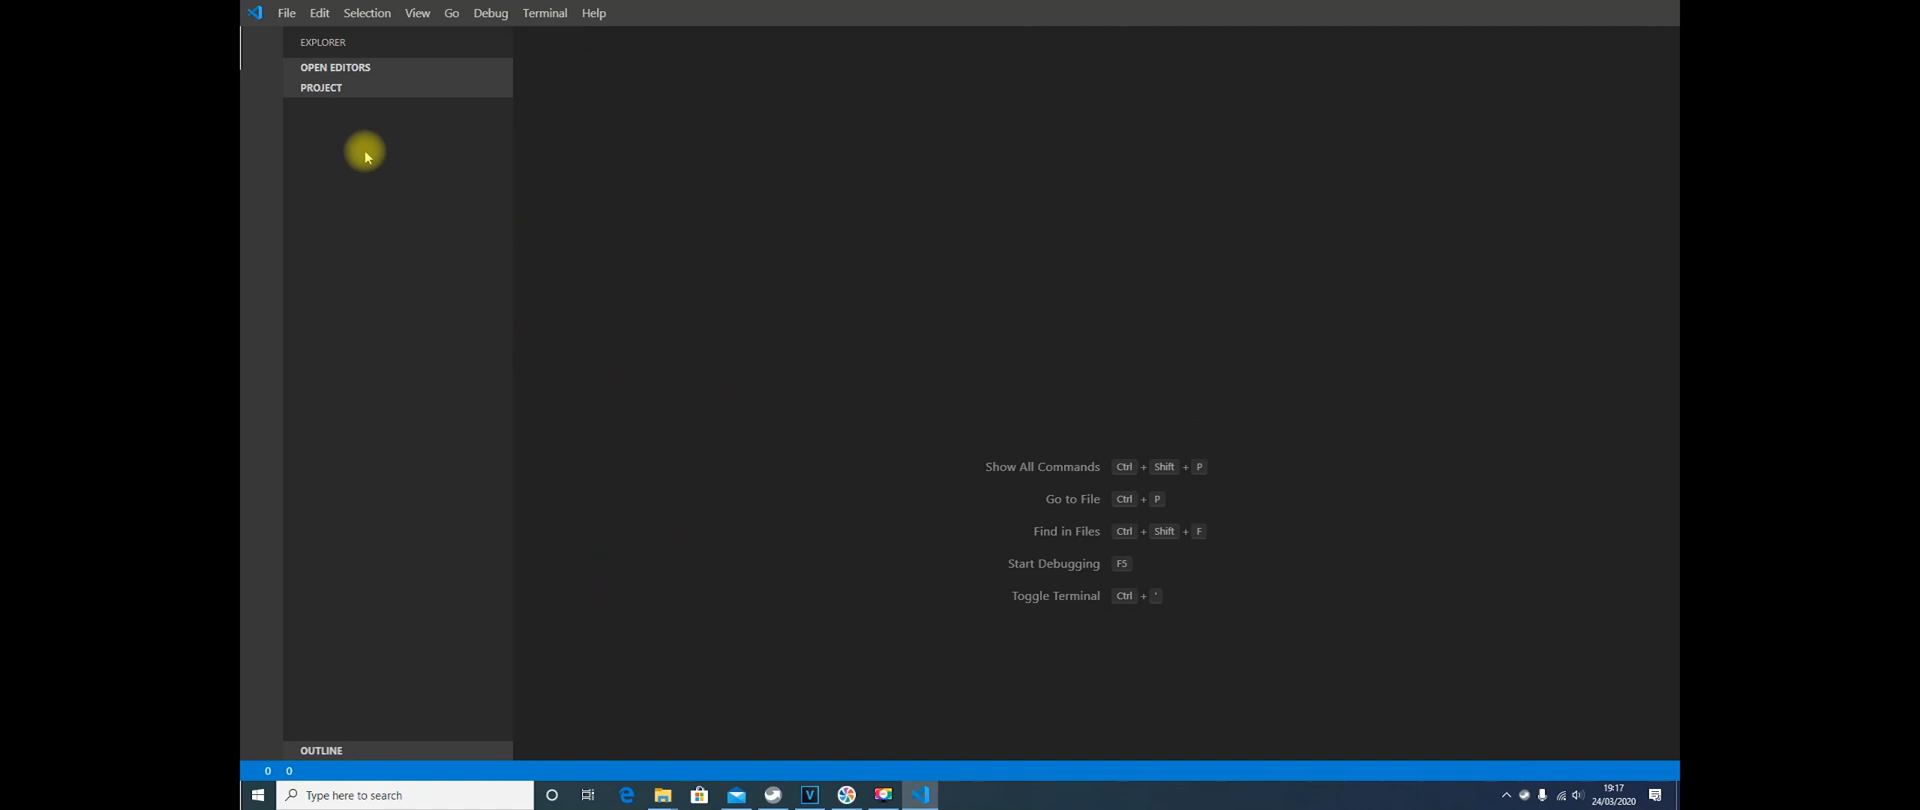 File Edit Selection View Go Debug Terminal Help
EXPLORER
OPEN EDITORS
PROJECT
Show All Commands Ctrl + Shift + P
Go to File Ctrl + P
Find in Files Ctrl + Shift + F
Start Debugging F5
Toggle Terminal Ctrl + '
OUTLINE
0 0
Type here to search
V
19:17
24/03/2020